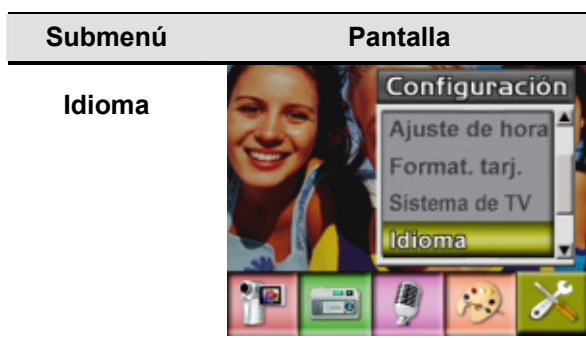 Submenú Pantalla
Idioma
Configuración
Ajuste de hora
Format. tarj.
Sistema de TV
Idioma